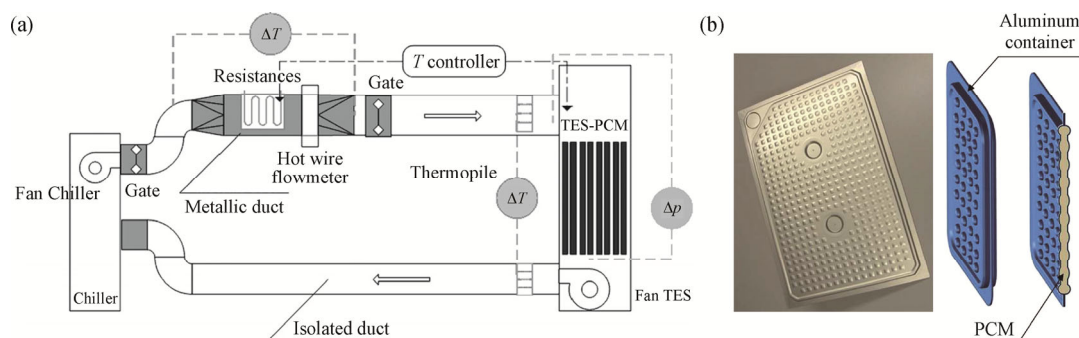 (a)
ΔT
T controller
Resistances
Gate
TES-PCM
Fan Chiller
Gate
Hot wire
flowmeter
Thermopile
Metallic duct
ΔT
Δp
Chiller
Fan TES
Isolated duct
(b)
Aluminum
container
PCM